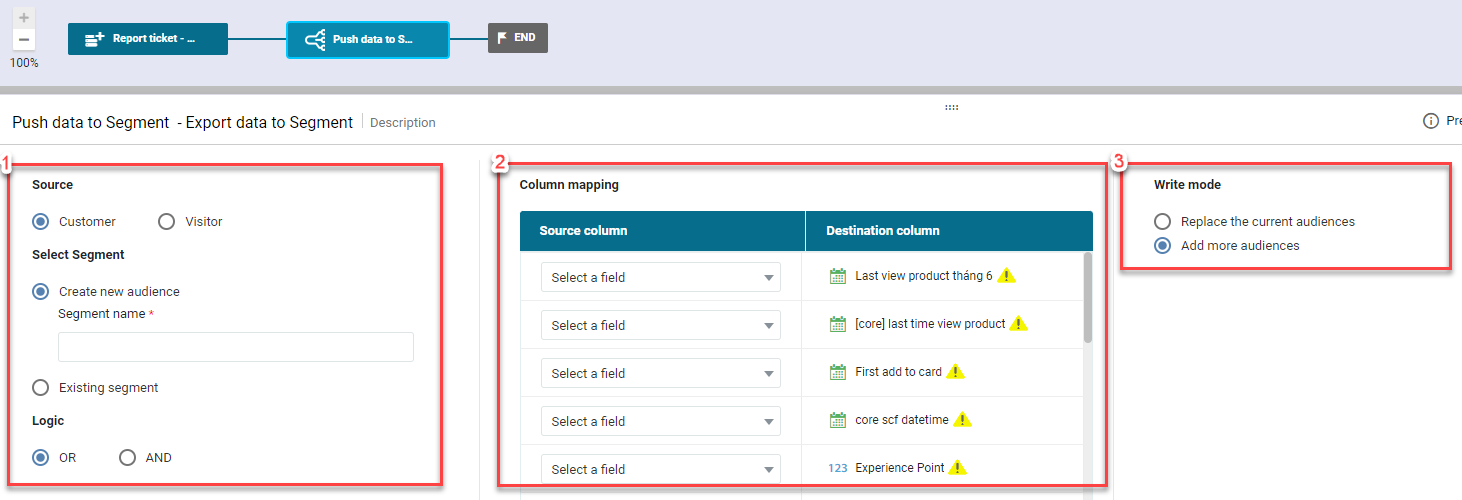 +
Report ticket - ...
Push data to S...
END
−
100%
Push data to Segment - Export data to Segment
Description
Pre
1
Source
Customer
Visitor
Select Segment
Create new audience
Segment name *
Existing segment
Logic
OR
AND
2
Column mapping
Source column
Destination column
Select a field
Last view product tháng 6
Select a field
[core] last time view product
Select a field
First add to card
Select a field
core scf datetime
Select a field
123 Experience Point
3
Write mode
Replace the current audiences
Add more audiences